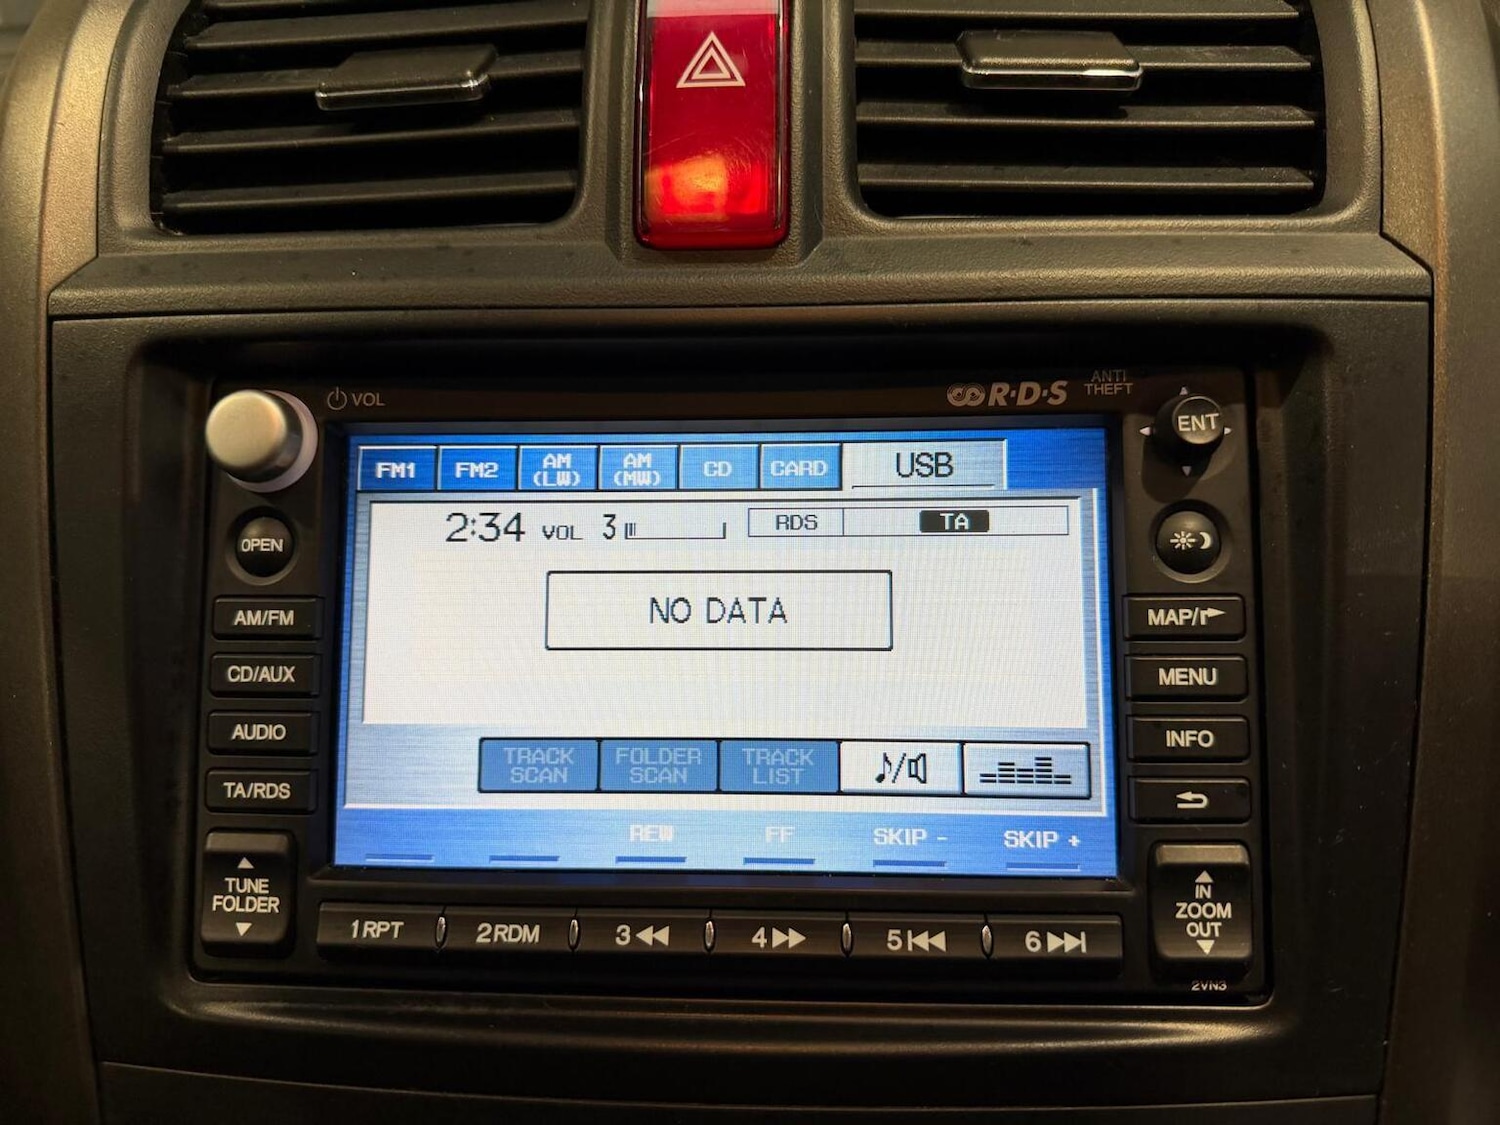 VOL
R·D·S
ANTI
THEFT
ENT
FM1
FM2
AM
(LW)
AM
(MW)
CD
CARD
USB
2:34 VOL 3
RDS
TA
NO DATA
TRACK
SCAN
FOLDER
SCAN
TRACK
LIST
REW
FF
SKIP -
SKIP +
OPEN
AM/FM
CD/AUX
AUDIO
TA/RDS
TUNE
FOLDER
MAP/
MENU
INFO
IN
ZOOM
OUT
1RPT
2RDM
3
4
5
6
2VN3